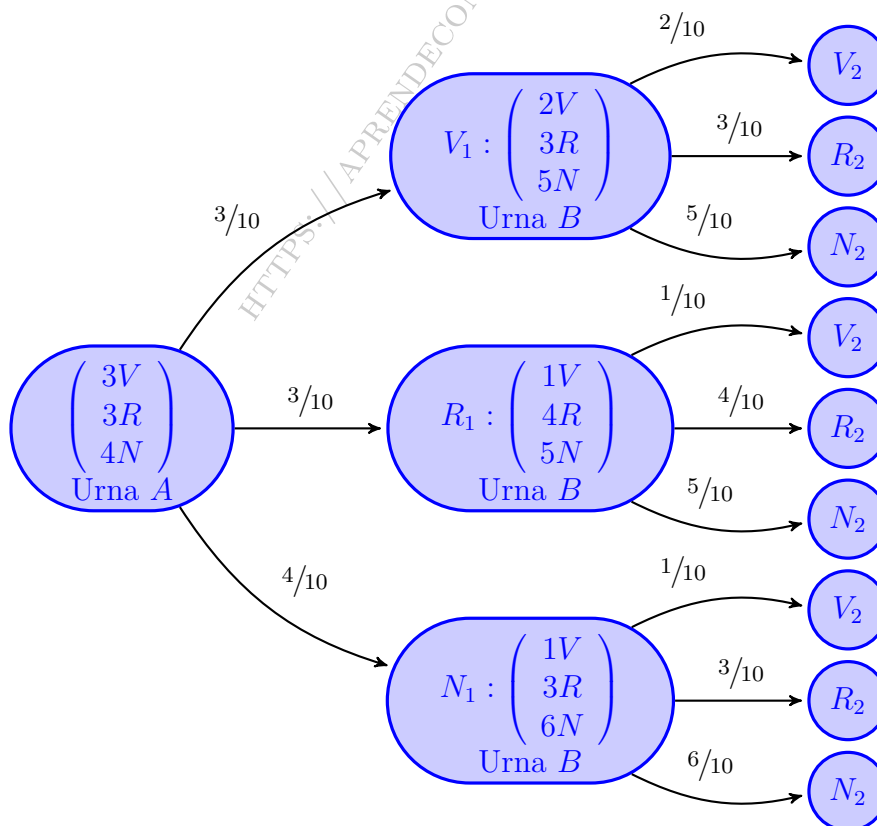 HTTPS://APRENDECON
3V
3R
4N
Urna A
3/10
3/10
4/10
V₁ :
2V
3R
5N
Urna B
2/10
V₂
3/10
R₂
5/10
N₂
R₁ :
1V
4R
5N
Urna B
1/10
V₂
4/10
R₂
5/10
N₂
N₁ :
1V
3R
6N
Urna B
1/10
V₂
3/10
R₂
6/10
N₂